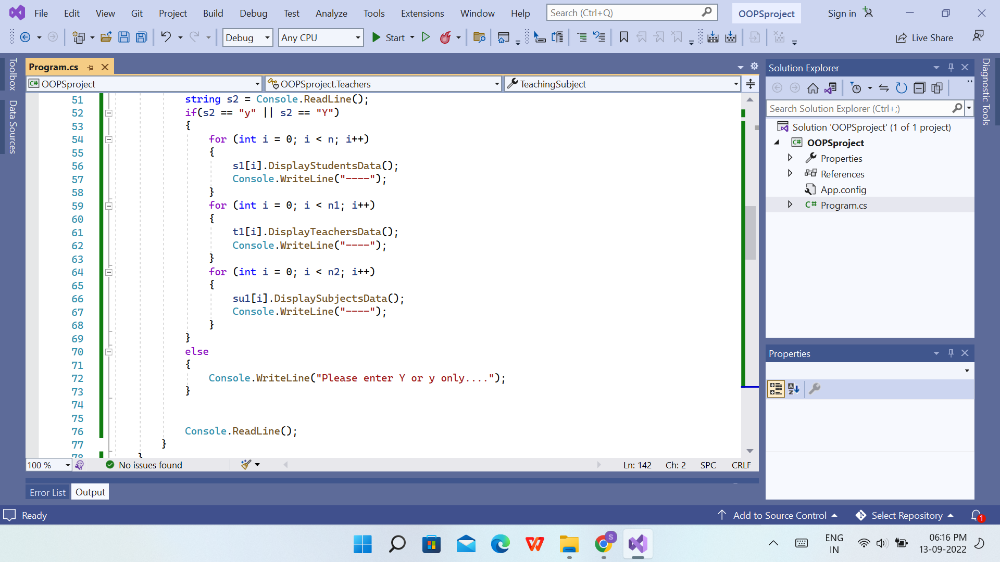 File Edit View Git Project Build Debug Test Analyze Tools Extensions Window Help Search (Ctrl+Q) OOPSproject Sign in
Debug Any CPU Start Live Share
Toolbox
Data Sources
Program.cs
OOPSproject OOPSproject.Teachers TeachingSubject
51 string s2 = Console.ReadLine();
52 if(s2 == "y" || s2 == "Y")
53 {
54 for (int i = 0; i < n; i++)
55 {
56 s1[i].DisplayStudentsData();
57 Console.WriteLine("----");
58 }
59 for (int i = 0; i < n1; i++)
60 {
61 t1[i].DisplayTeachersData();
62 Console.WriteLine("----");
63 }
64 for (int i = 0; i < n2; i++)
65 {
66 su1[i].DisplaySubjectsData();
67 Console.WriteLine("----");
68 }
69 }
70 else
71 {
72 Console.WriteLine("Please enter Y or y only....");
73 }
74
75
76 Console.ReadLine();
77 }
78 }
100 % No issues found Ln: 142 Ch: 2 SPC CRLF
Error List Output
Solution Explorer
Search Solution Explorer (Ctrl+;)
Solution 'OOPSproject' (1 of 1 project)
C# OOPSproject
Properties
References
App.config
C# Program.cs
Properties
Diagnostic Tools
Ready Add to Source Control Select Repository 1
S
ENG
IN
06:16 PM
13-09-2022